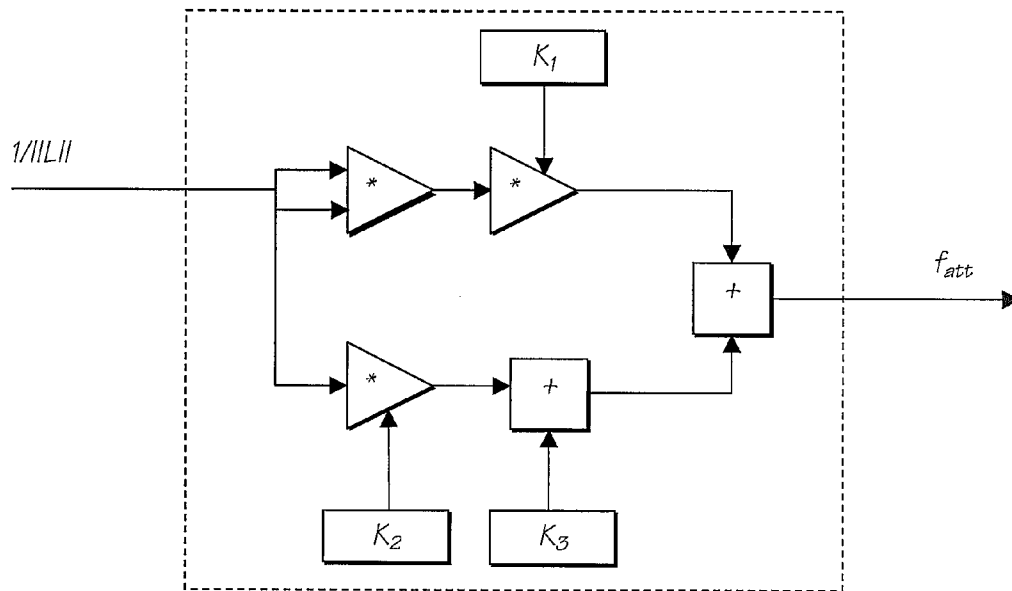 K₁
1/||L||
*
*
+
f_att
*
+
K₂
K₃